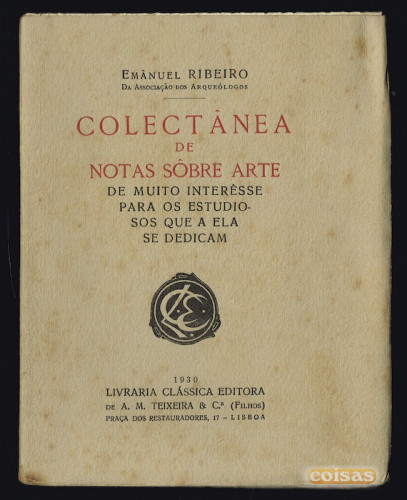 EMÂNUEL RIBEIRO
DA ASSOCIAÇÃO DOS ARQUEÓLOGOS
COLECTÂNEA
DE
NOTAS SÔBRE ARTE
DE MUITO INTERÊSSE
PARA OS ESTUDIO-
SOS QUE A ELA
SE DEDICAM
1930
LIVRARIA CLÁSSICA EDITORA
DE A. M. TEIXEIRA & C.ª (FILHOS)
PRAÇA DOS RESTAURADORES, 17 – LISBOA
coisas